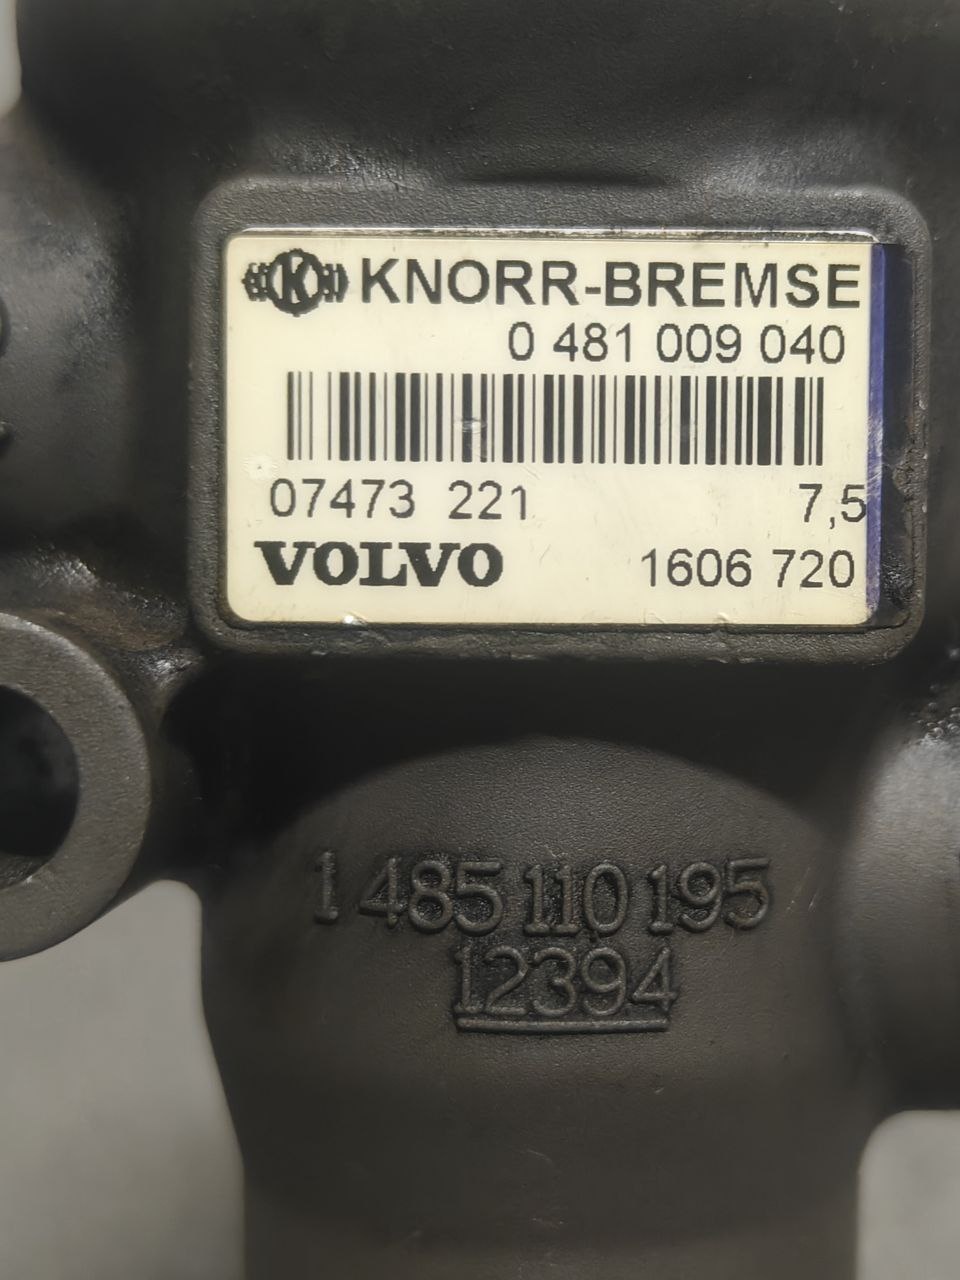 KNORR-BREMSE
0 481 009 040
07473 221 7,5
VOLVO 1606 720
1 485 110 195
12394